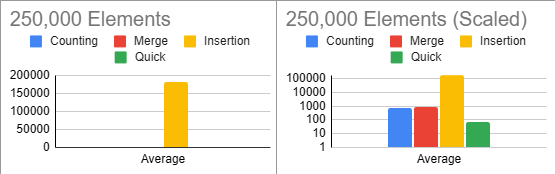 250,000 Elements
Counting Merge Insertion
Quick
200000
150000
100000
50000
0
Average
250,000 Elements (Scaled)
Counting Merge Insertion
Quick
100000
10000
1000
100
10
1
Average